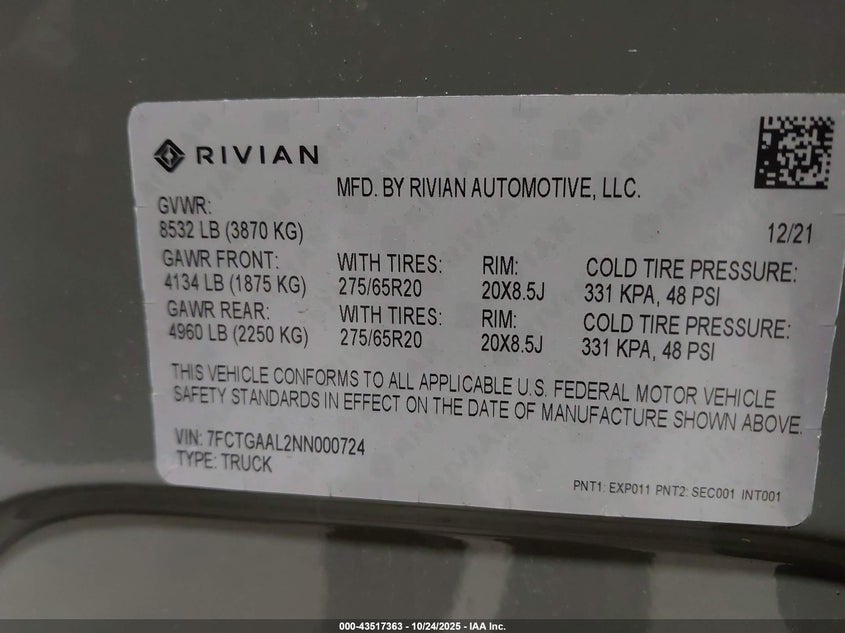 RIVIAN
MFD. BY RIVIAN AUTOMOTIVE, LLC.
GVWR:
8532 LB (3870 KG)
12/21
GAWR FRONT: WITH TIRES: RIM: COLD TIRE PRESSURE:
4134 LB (1875 KG) 275/65R20 20X8.5J 331 KPA, 48 PSI
GAWR REAR: WITH TIRES: RIM: COLD TIRE PRESSURE:
4960 LB (2250 KG) 275/65R20 20X8.5J 331 KPA, 48 PSI
THIS VEHICLE CONFORMS TO ALL APPLICABLE U.S. FEDERAL MOTOR VEHICLE
SAFETY STANDARDS IN EFFECT ON THE DATE OF MANUFACTURE SHOWN ABOVE.
VIN: 7FCTGAAL2NN000724
TYPE: TRUCK
PNT1: EXP011 PNT2: SEC001 INT001
000-43517363 - 10/24/2025 - IAA Inc.